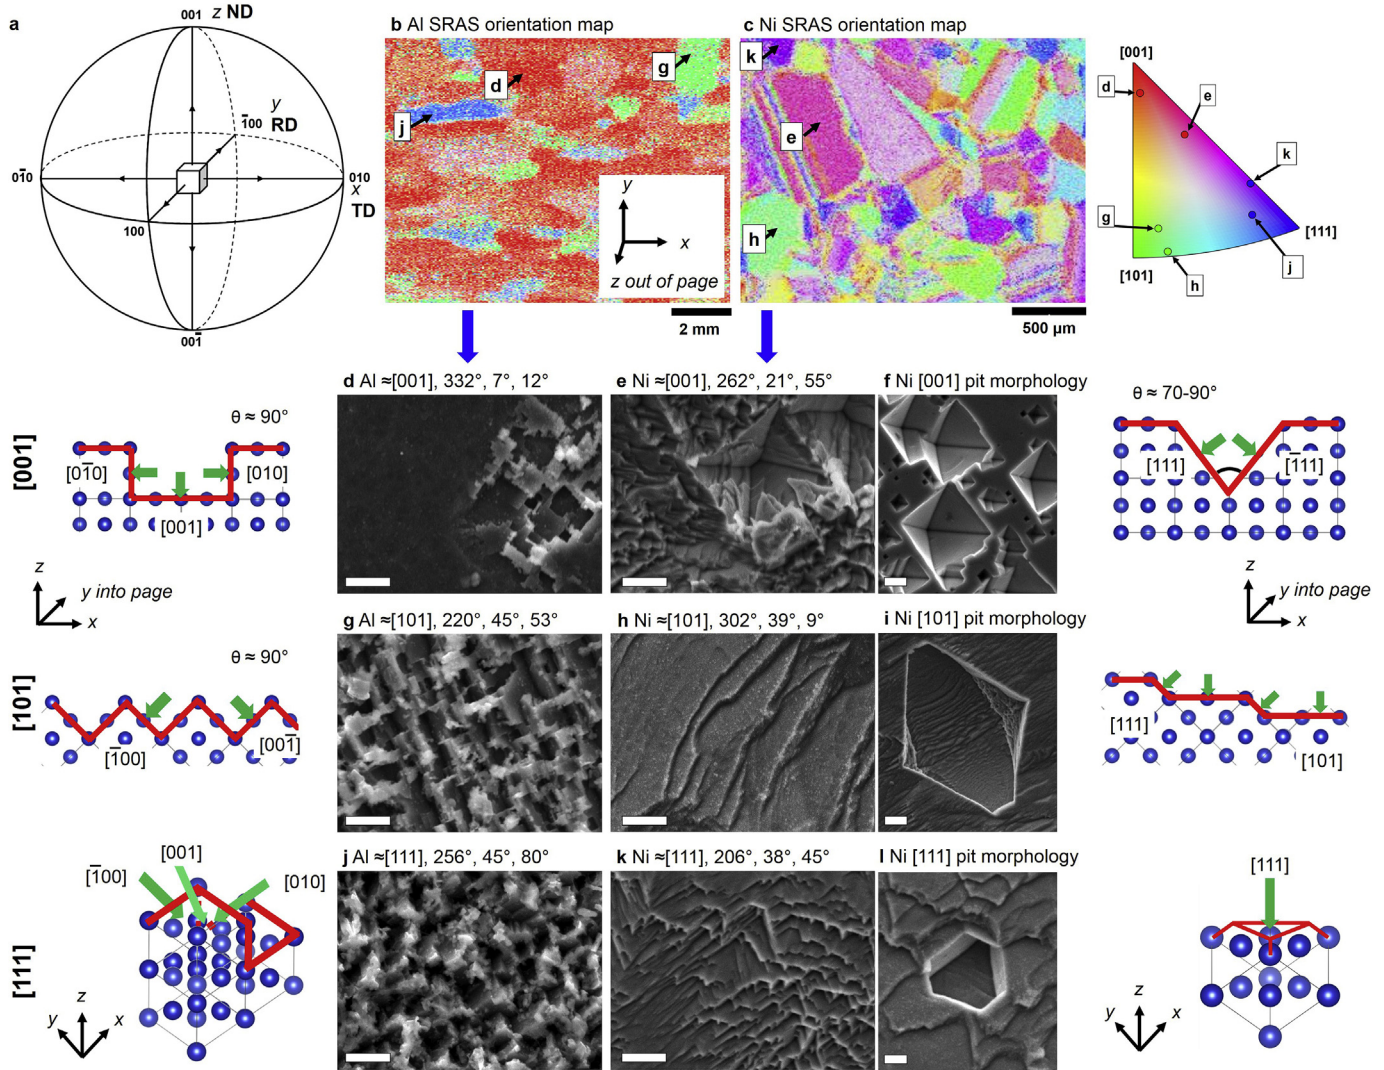 a
001 z ND
y
RD
1̄00
01̄0
010
x
TD
100
001̄
b Al SRAS orientation map
d
g
j
y
x
z out of page
2 mm
c Ni SRAS orientation map
k
e
h
500 µm
[001]
d
e
k
g
[111]
[101]
h
j
[001]
θ ≈ 90°
[01̄0]
[010]
[001]
z
y into page
x
d Al ≈[001], 332°, 7°, 12°
e Ni ≈[001], 262°, 21°, 55°
f Ni [001] pit morphology
θ ≈ 70-90°
[111]
[1̄11]
z
y into page
x
[101]
θ ≈ 90°
[1̄00]
[001̄]
g Al ≈[101], 220°, 45°, 53°
h Ni ≈[101], 302°, 39°, 9°
i Ni [101] pit morphology
[111]
[101]
[111]
[001]
[1̄00]
[010]
z
y
x
j Al ≈[111], 256°, 45°, 80°
k Ni ≈[111], 206°, 38°, 45°
l Ni [111] pit morphology
[111]
z
y
x